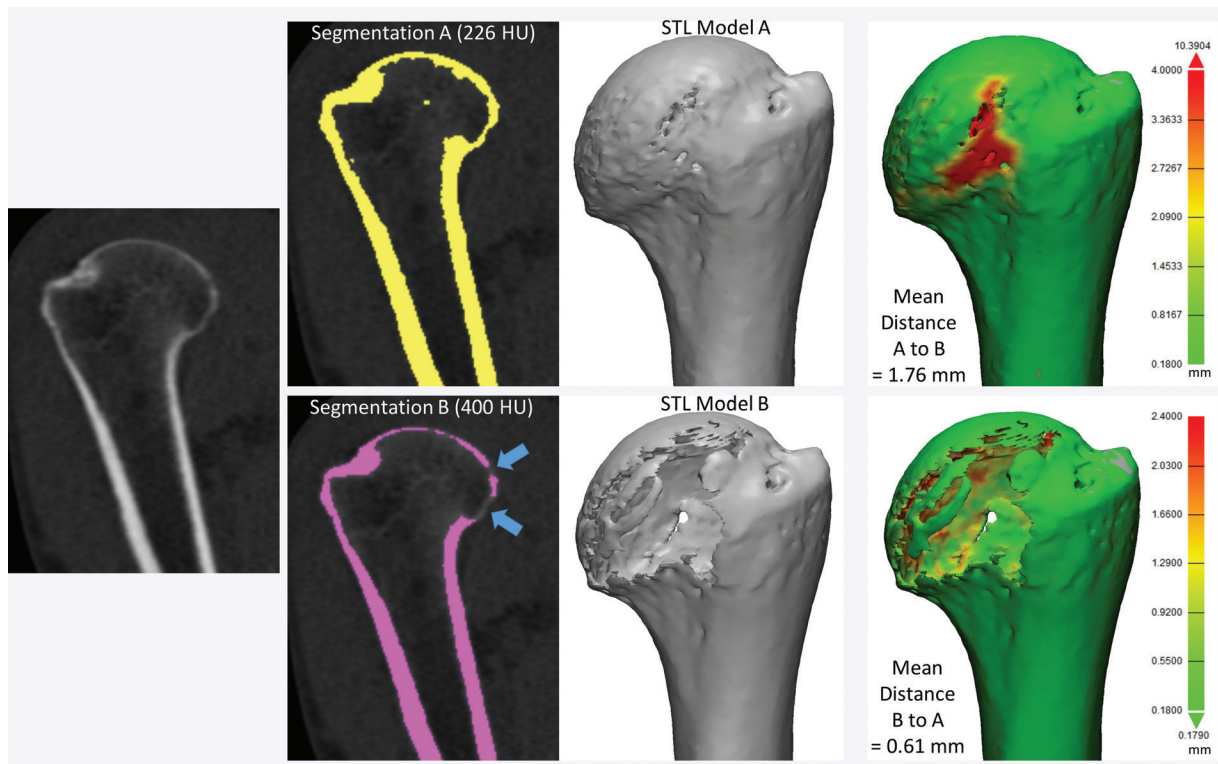 Segmentation A (226 HU)
STL Model A
10.3904
4.0000
3.3633
2.7267
2.0900
1.4533
0.8167
0.1800
mm
Mean
Distance
A to B
= 1.76 mm
Segmentation B (400 HU)
STL Model B
2.4000
2.0300
1.6600
1.2900
0.9200
0.5500
0.1800
0.1790
mm
Mean
Distance
B to A
= 0.61 mm